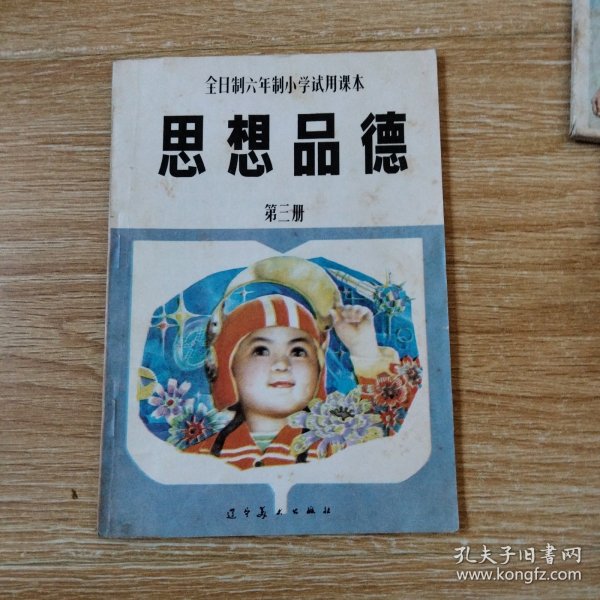 全日制六年制小学试用课本
思想品德
第三册
辽宁美术出版社
孔夫子旧书网
www.kongfz.com